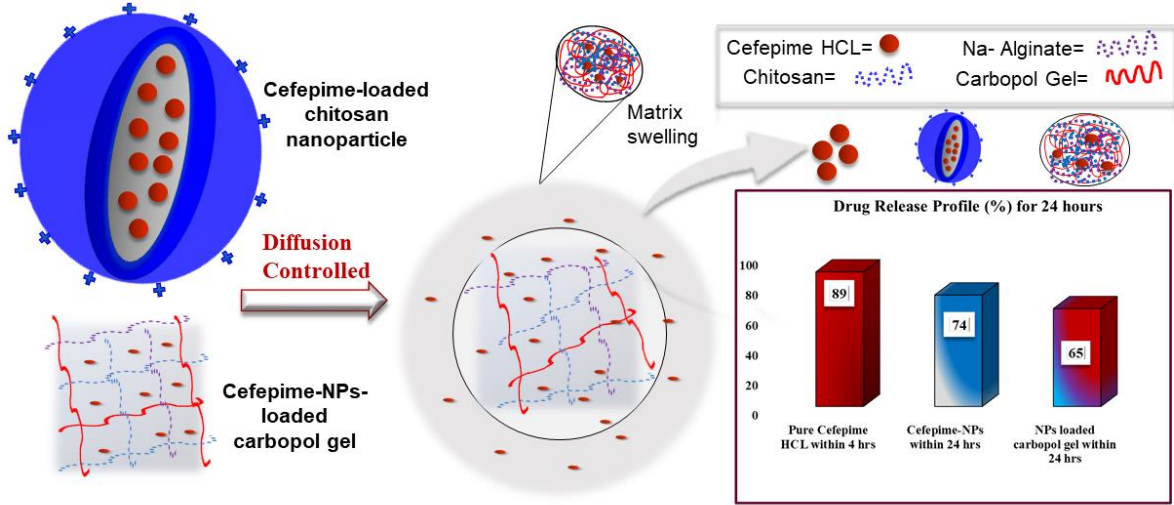 Cefepime-loaded
chitosan
nanoparticle
Diffusion
Controlled
Cefepime-NPs-
loaded
carbopol gel
Matrix
swelling
Cefepime HCL=
Na- Alginate=
Chitosan=
Carbopol Gel=
Drug Release Profile (%) for 24 hours
100
80
60
40
20
0
89
74
65
Pure Cefepime
HCL within 4 hrs
Cefepime-NPs
within 24 hrs
NPs loaded
carbopol gel within
24 hrs